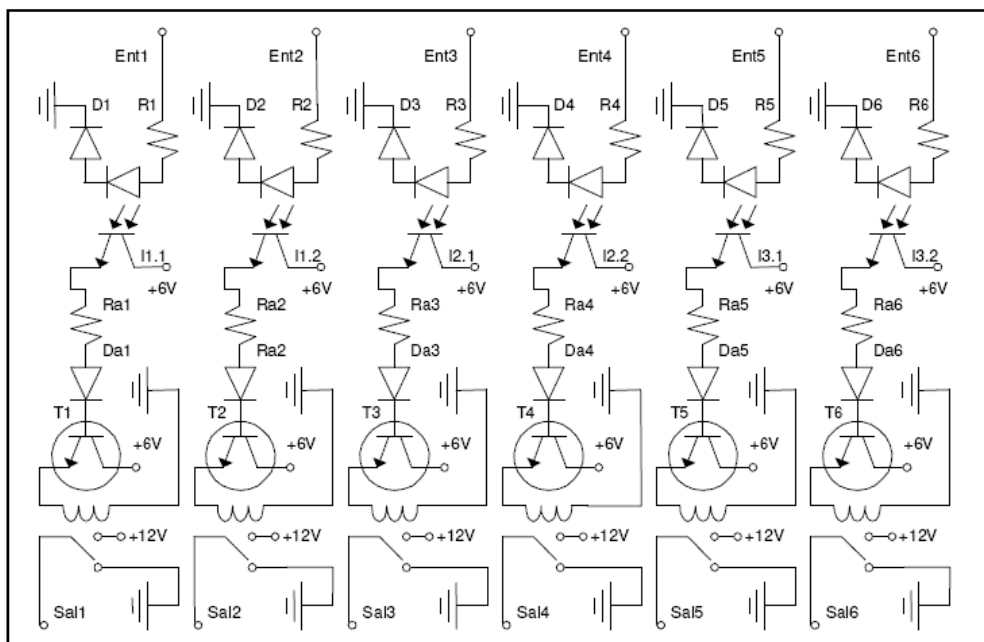 Ent1 Ent2 Ent3 Ent4 Ent5 Ent6
D1 R1 D2 R2 D3 R3 D4 R4 D5 R5 D6 R6
I1.1 I1.2 I2.1 I2.2 I3.1 I3.2
+6V +6V +6V +6V +6V +6V
Ra1 Ra2 Ra3 Ra4 Ra5 Ra6
Da1 Ra2 Da3 Da4 Da5 Da6
T1 T2 T3 T4 T5 T6
+6V +6V +6V +6V +6V +6V
+12V +12V +12V +12V +12V +12V
Sal1 Sal2 Sal3 Sal4 Sal5 Sal6